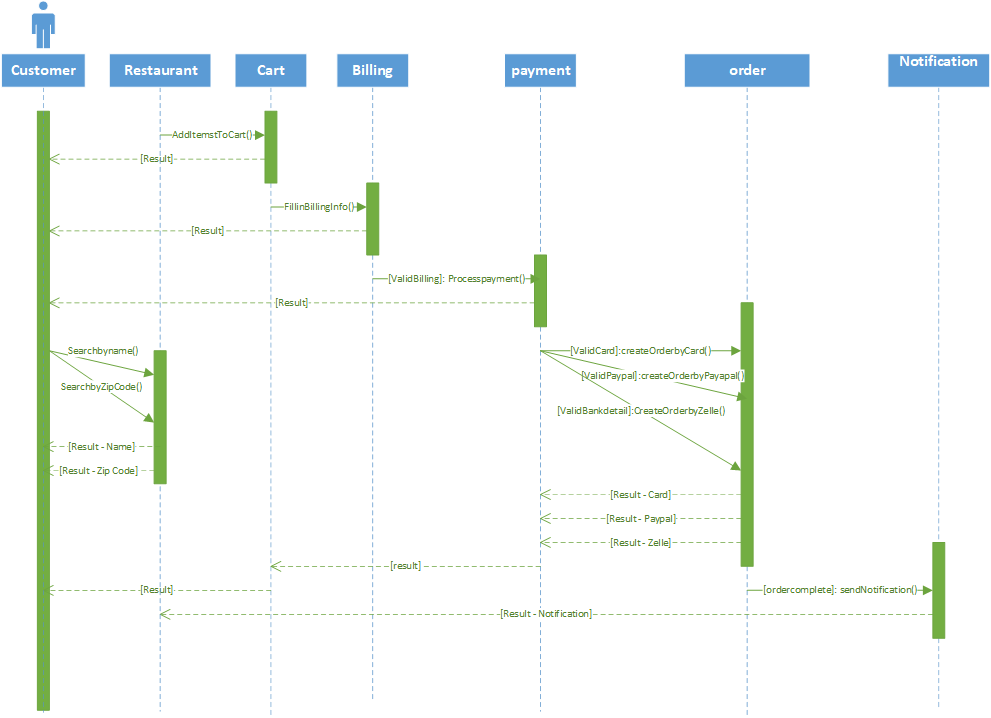 Customer
Restaurant
Cart
Billing
payment
order
Notification
AddItemstToCart()
[Result]
FillinBillingInfo()
[Result]
[ValidBilling]: Processpayment()
[Result]
Searchbyname()
[ValidCard]:createOrderbyCard()
[ValidPaypal]:createOrderbyPayapal()
SearchbyZipCode()
[ValidBankdetail]:CreateOrderbyZelle()
[Result - Name]
[Result - Zip Code]
[Result - Card]
[Result - Paypal]
[Result - Zelle]
[result]
[Result]
[ordercomplete]: sendNotification()
[Result - Notification]